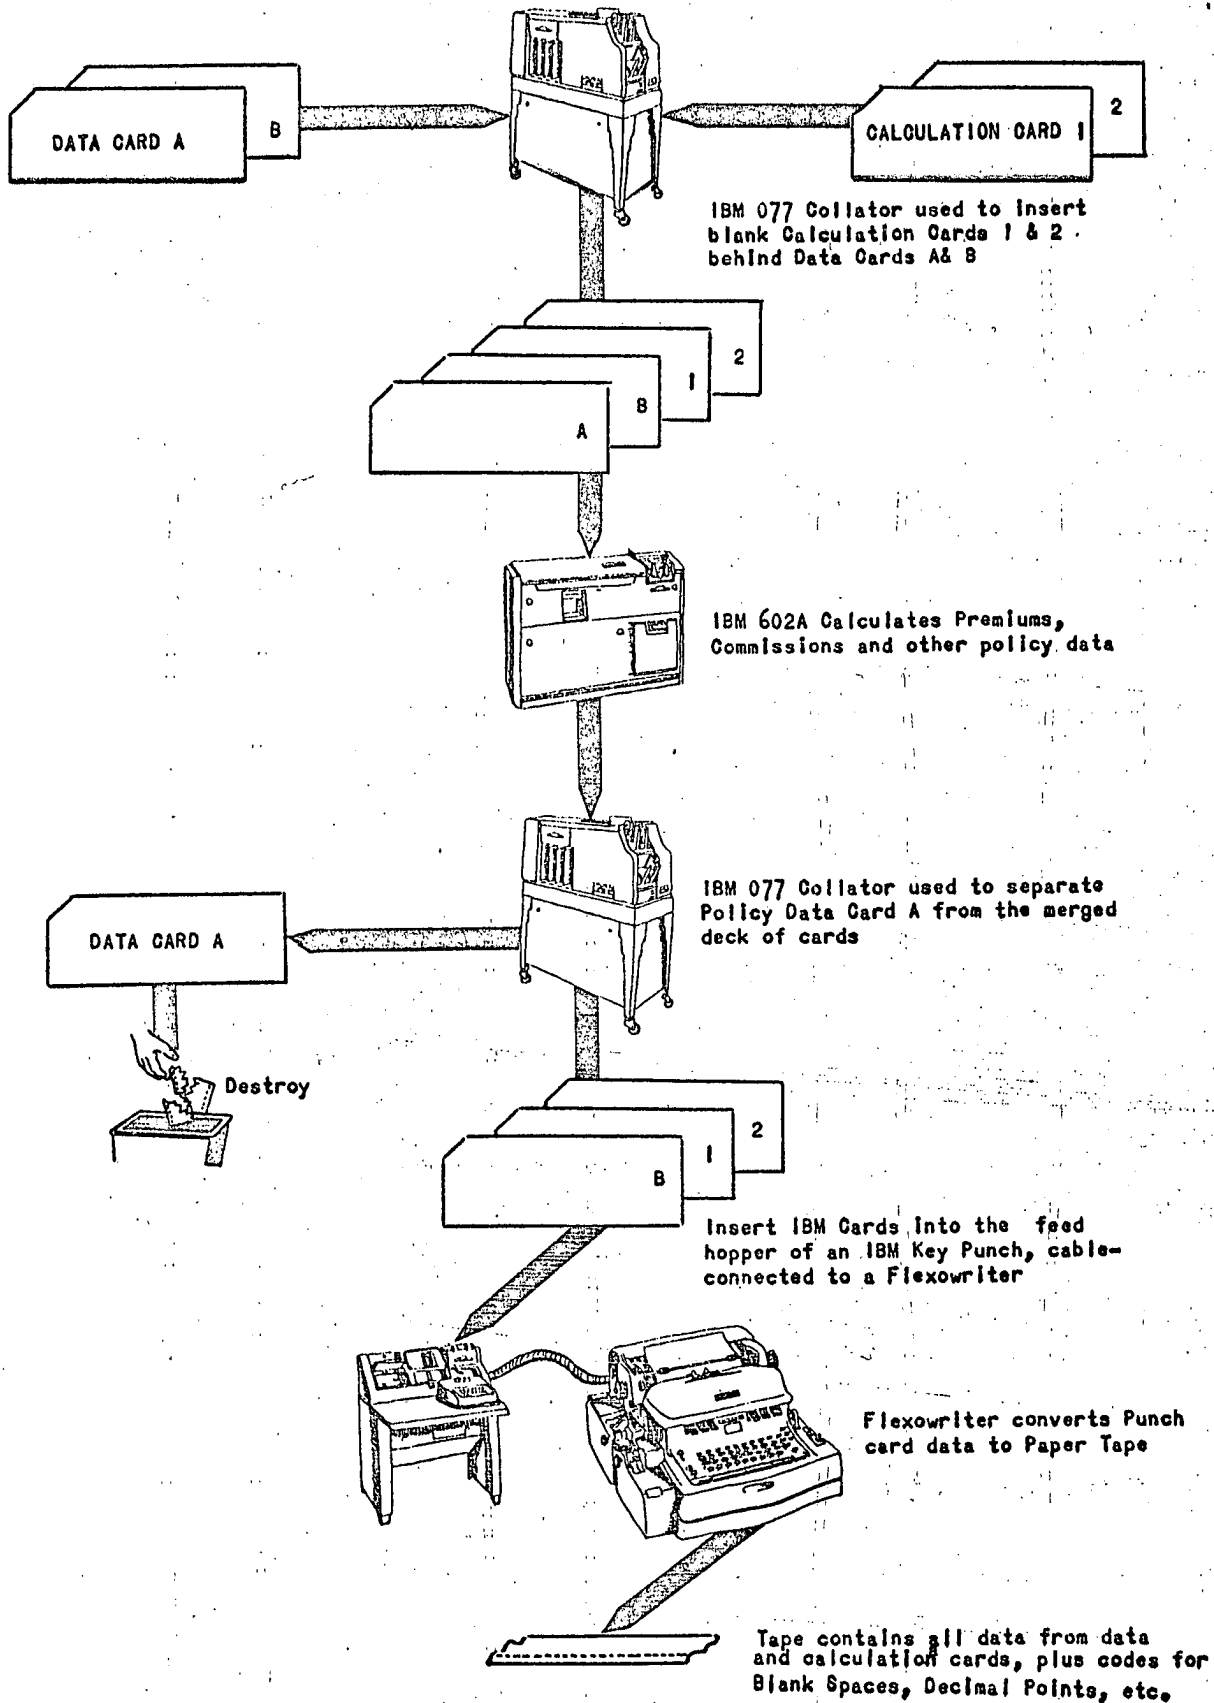 DATA CARD A
B
CALCULATION CARD 1
2
IBM 077 Collator used to insert
blank Calculation Cards 1 & 2
behind Data Cards A& B
2
1
B
A
IBM 602A Calculates Premiums,
Commissions and other policy data
IBM 077 Collator used to separate
Policy Data Card A from the merged
deck of cards
DATA CARD A
Destroy
2
1
B
Insert IBM Cards into the feed
hopper of an IBM Key Punch, cable-
connected to a Flexowriter
Flexowriter converts Punch
card data to Paper Tape
Tape contains all data from data
and calculation cards, plus codes for
Blank Spaces, Decimal Points, etc.